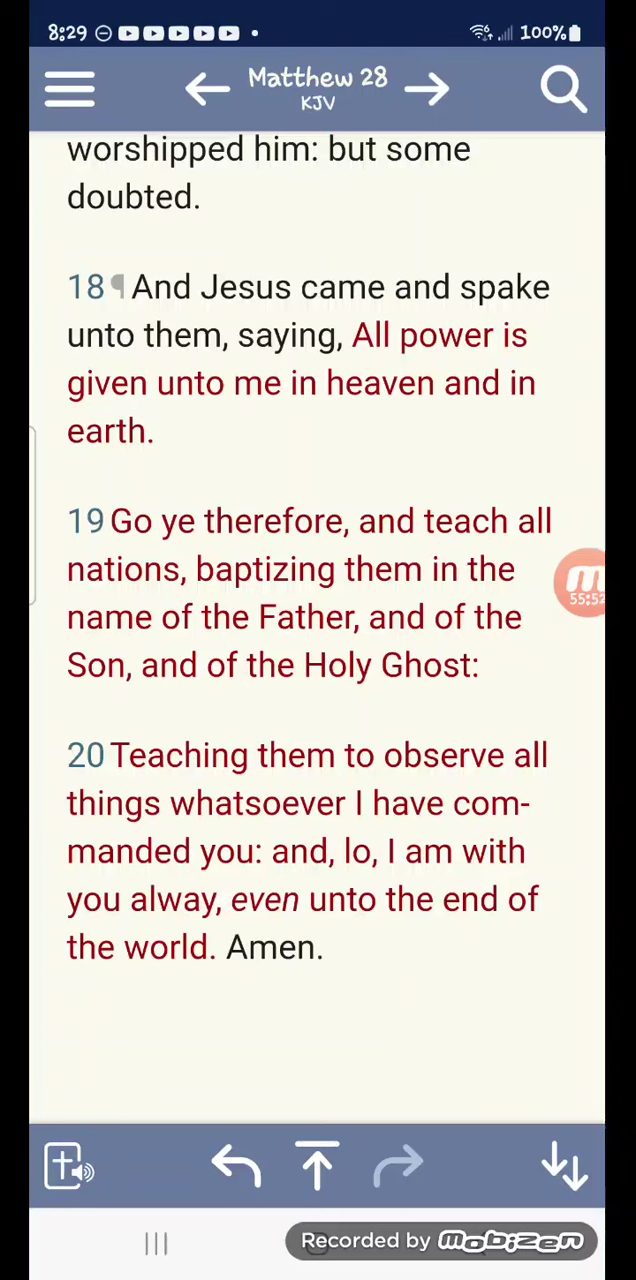 8:29 100%
Matthew 28
KJV
worshipped him: but some
doubted.
18 ¶ And Jesus came and spake
unto them, saying, All power is
given unto me in heaven and in
earth.
19 Go ye therefore, and teach all
nations, baptizing them in the
name of the Father, and of the
Son, and of the Holy Ghost:
20 Teaching them to observe all
things whatsoever I have com-
manded you: and, lo, I am with
you alway, even unto the end of
the world. Amen.
55:52
Recorded by mobizen